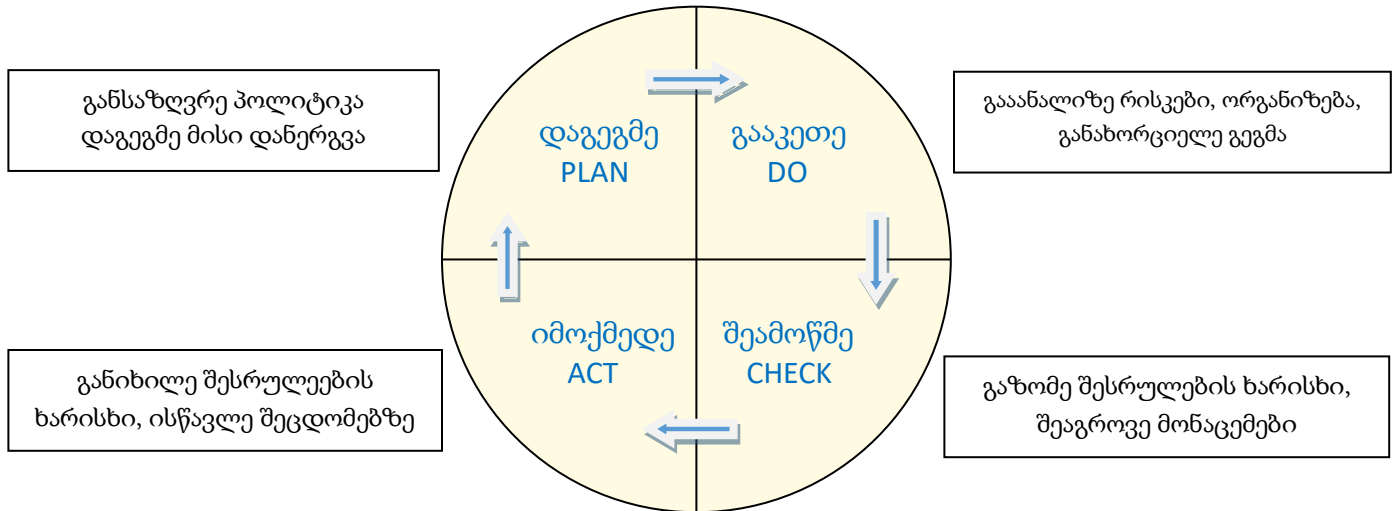 განსაზღვრე პოლიტიკა
დაგეგმე მისი დანერგვა
დაგეგმე
PLAN
გააკეთე
DO
გააანალიზე რისკები, ორგანიზება,
განახორციელე გეგმა
განიხილე შესრულეების
ხარისხი, ისწავლე შეცდომებზე
იმოქმედე
ACT
შეამოწმე
CHECK
გაზომე შესრულების ხარისხი,
შეაგროვე მონაცემები